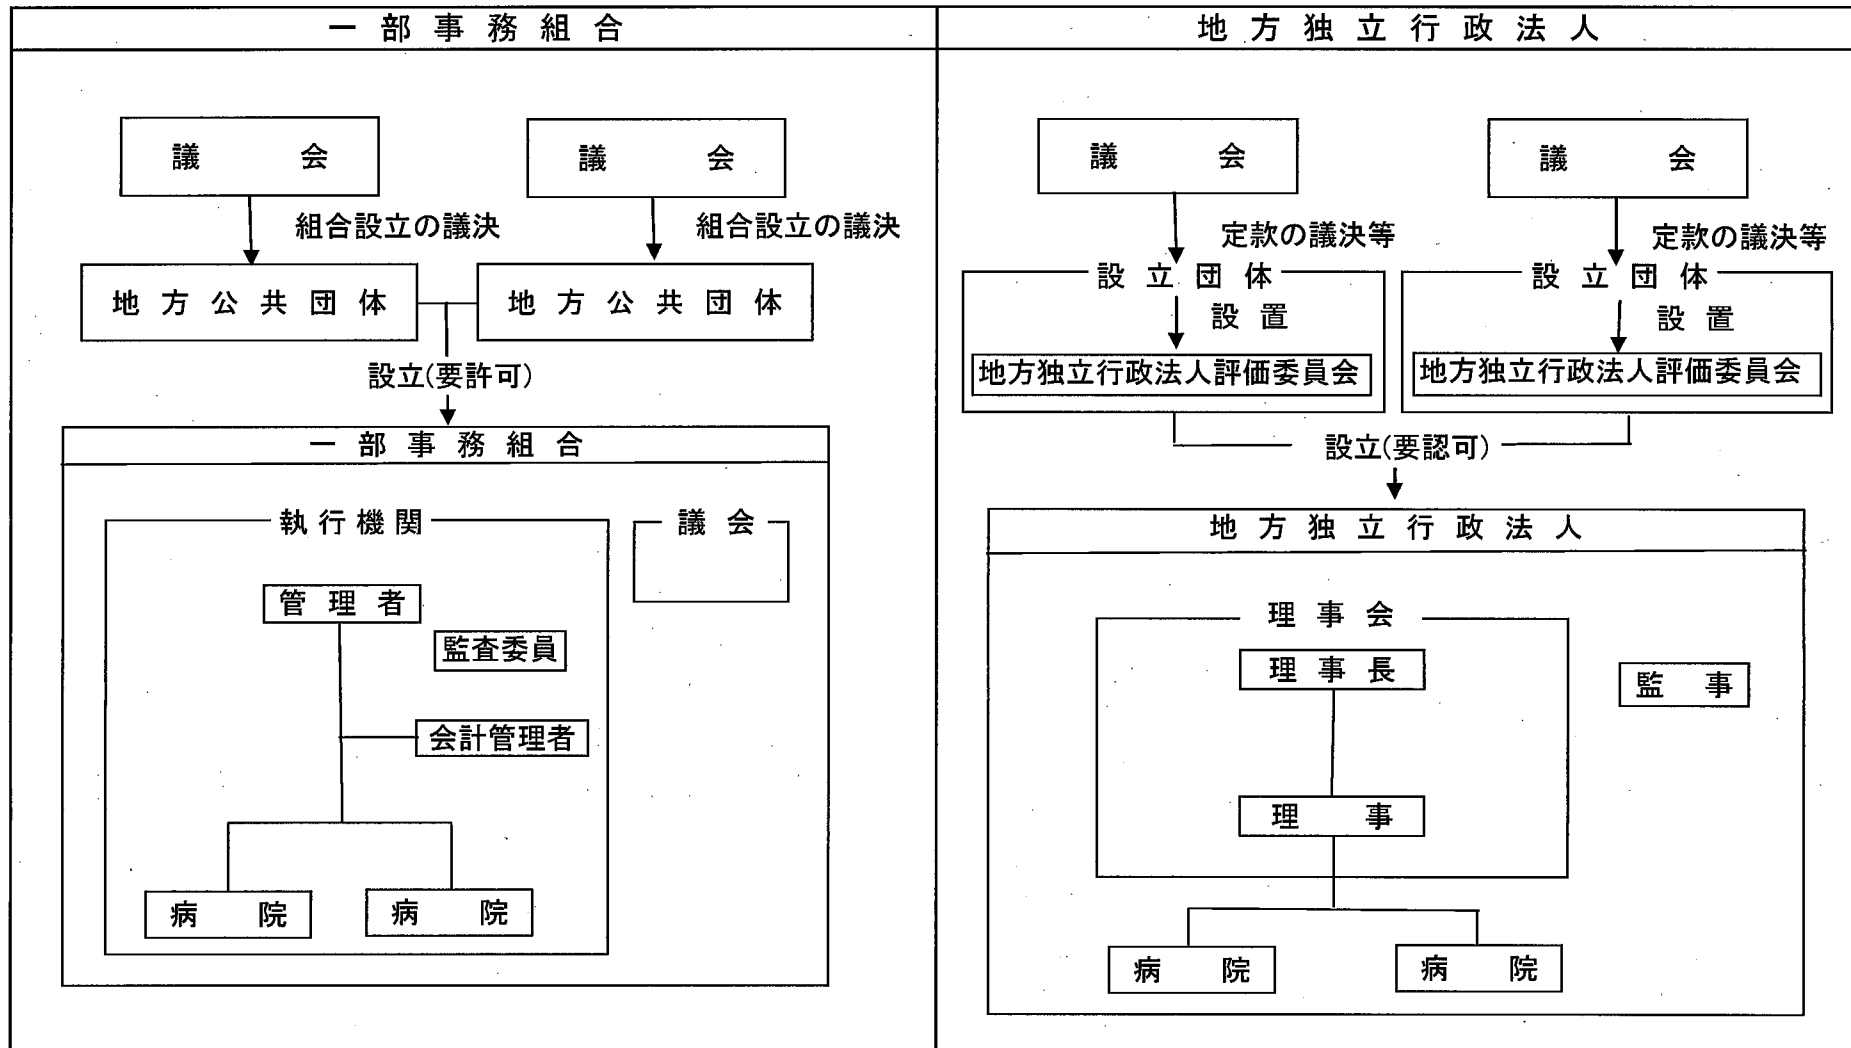 一部事務組合
議会
議会
組合設立の議決
組合設立の議決
地方公共団体
地方公共団体
設立(要許可)
一部事務組合
執行機関
議会
管理者
監査委員
会計管理者
病院
病院
地方独立行政法人
議会
議会
定款の議決等
定款の議決等
設立団体
設立団体
設置
設置
地方独立行政法人評価委員会
地方独立行政法人評価委員会
設立(要認可)
地方独立行政法人
理事会
理事長
監事
理事
病院
病院